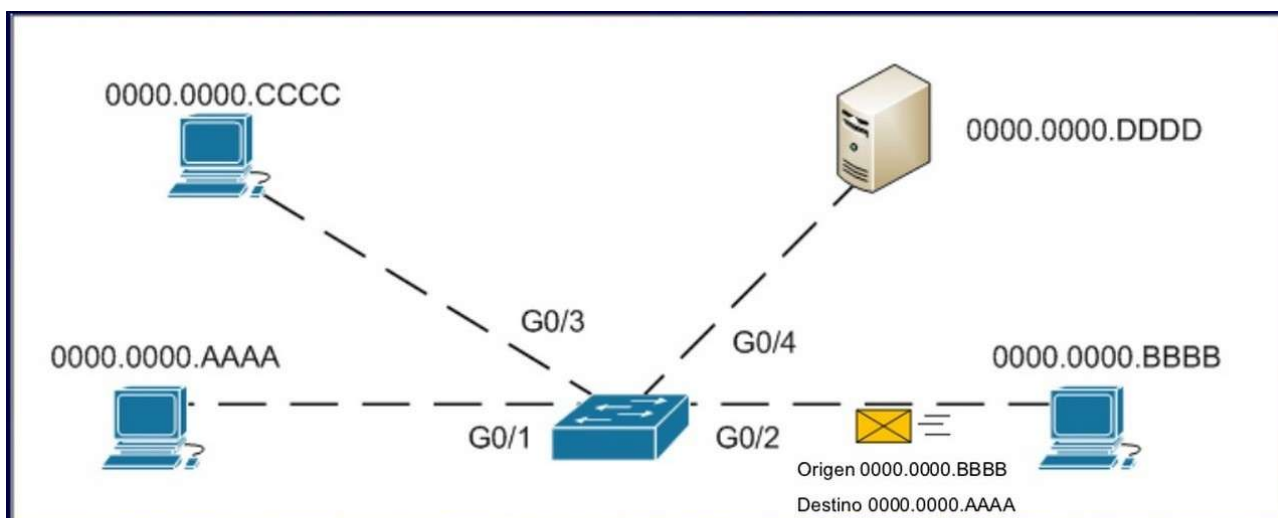 0000.0000.CCCC
0000.0000.DDDD
G0/3
G0/4
0000.0000.AAAA
0000.0000.BBBB
G0/1
G0/2
Origen 0000.0000.BBBB
Destino 0000.0000.AAAA